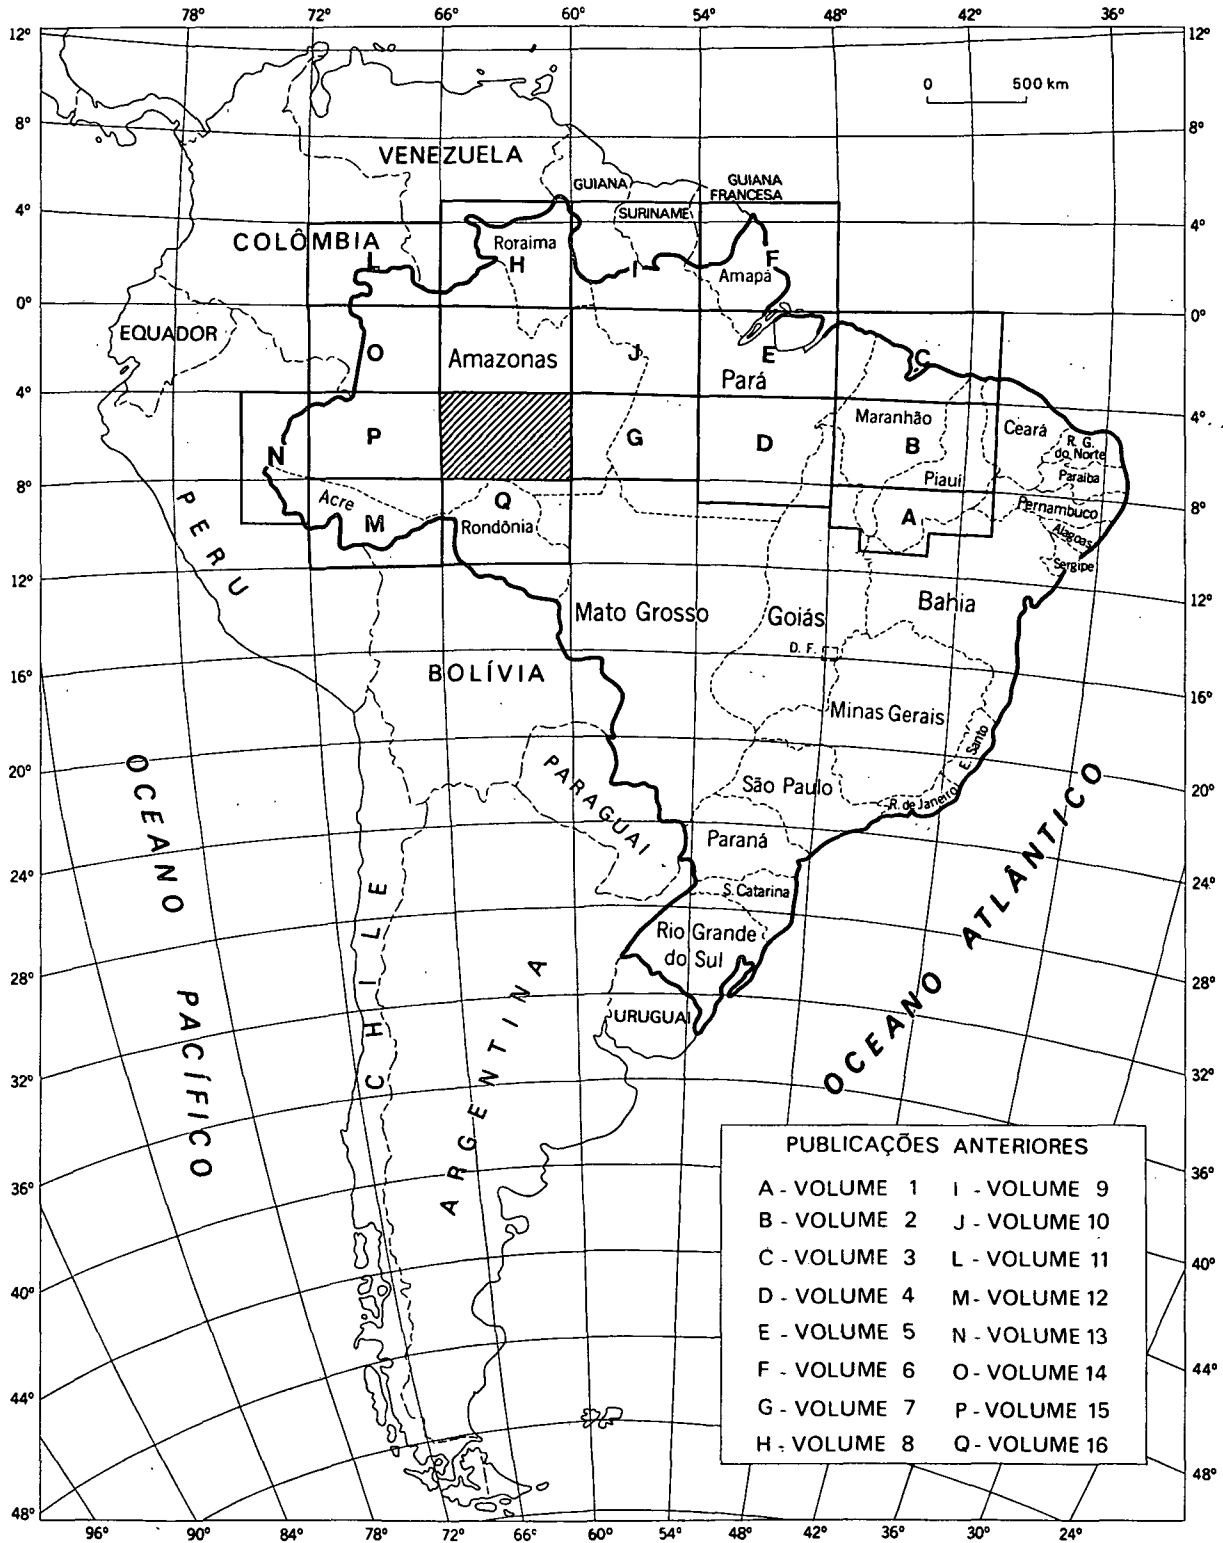 78° 72° 66° 60° 54° 48° 42° 36°
12° 12°
0 500 km
8° 8°
VENEZUELA
GUIANA
GUIANA FRANCESA
SURINAME
4° 4°
COLÔMBIA
L
Roraima
H
I
F
Amapá
0° 0°
EQUADOR
O
Amazonas
J
E
C
Pará
4° 4°
Maranhão
Ceará
N
P
G
D
B
R. G. do Norte
Paraíba
Piauí
8° 8°
Acre
M
Q
Rondônia
A
Pernambuco
Alagoas
Sergipe
PERU
12° 12°
Mato Grosso
Goiás
Bahia
D. F.
BOLÍVIA
16° 16°
Minas Gerais
E. Santo
20° 20°
PARAGUAI
São Paulo
R. de Janeiro
Paraná
24° 24°
S. Catarina
Rio Grande
do Sul
28° 28°
URUGUAI
CHILE
ARGENTINA
OCEANO PACÍFICO
OCEANO ATLÂNTICO
32° 32°
36° 36°
40° 40°
44° 44°
48° 48°
PUBLICAÇÕES ANTERIORES
A - VOLUME 1 I - VOLUME 9
B - VOLUME 2 J - VOLUME 10
C - VOLUME 3 L - VOLUME 11
D - VOLUME 4 M - VOLUME 12
E - VOLUME 5 N - VOLUME 13
F - VOLUME 6 O - VOLUME 14
G - VOLUME 7 P - VOLUME 15
H - VOLUME 8 Q - VOLUME 16
96° 90° 84° 78° 72° 66° 60° 54° 48° 42° 36° 30° 24°